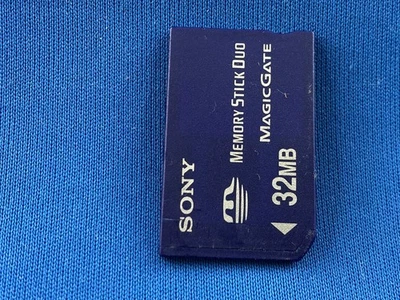 SONY
MEMORY STICK DUO
MAGICGATE
32MB